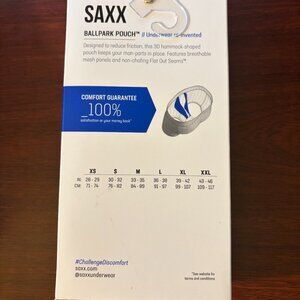 SAXX
BALLPARK POUCH™ // Underwear re-invented
Designed to reduce friction, this 3D hammock-shaped
pouch keeps your man-parts in place. Features breathable
mesh panels and non-chafing Flat Out Seams™.
COMFORT GUARANTEE
_100%
satisfaction or your money back*
XS S M L XL XXL
IN: 26 - 29 30 - 32 33 - 35 36 - 38 39 - 42 43 - 46
CM: 71 - 74 76 - 82 84 - 89 91 - 97 99 - 107 109 - 117
#ChallengeDiscomfort
saxx.com
@saxxunderwear
*See website for
terms and conditions